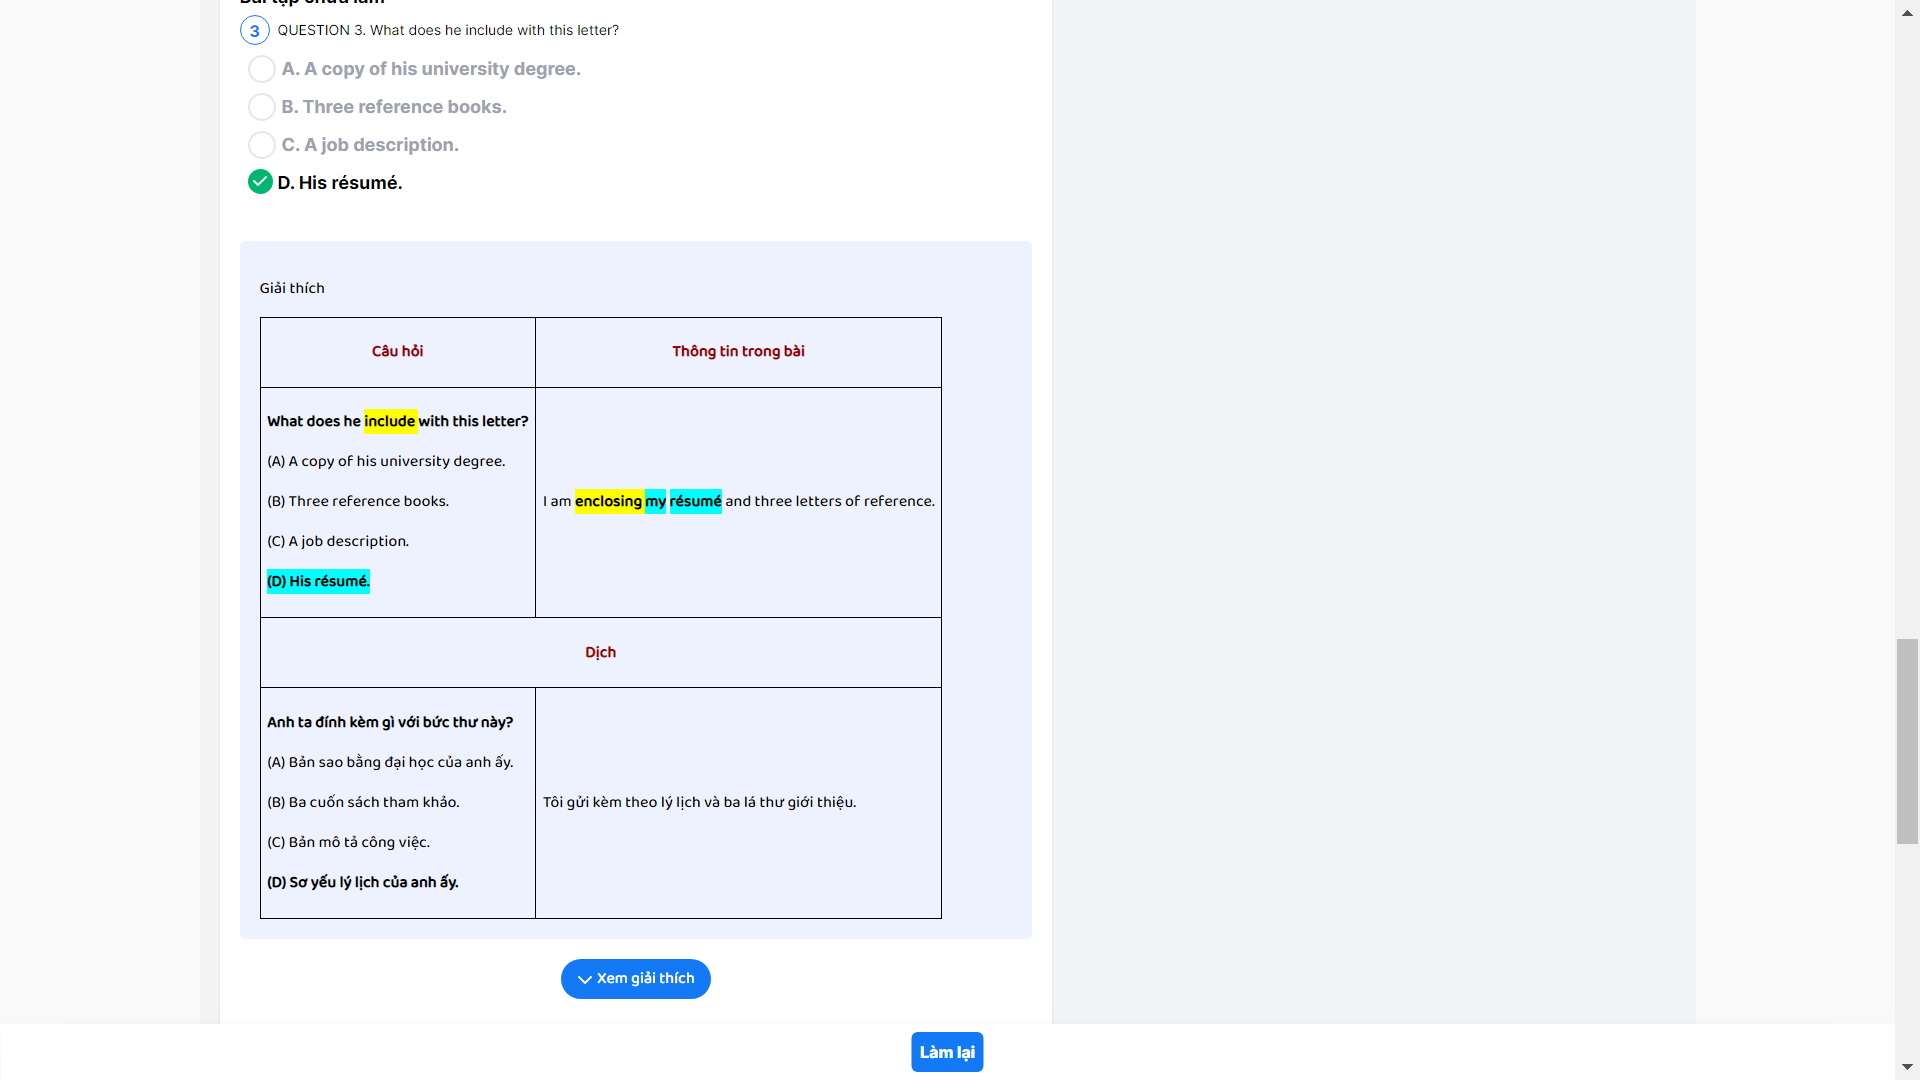 Bài tập chưa làm
3 QUESTION 3. What does he include with this letter?
A. A copy of his university degree.
B. Three reference books.
C. A job description.
D. His résumé.
Giải thích
Câu hỏi
Thông tin trong bài
What does he include with this letter?
(A) A copy of his university degree.
(B) Three reference books.
(C) A job description.
(D) His résumé.
I am enclosing my résumé and three letters of reference.
Dịch
Anh ta đính kèm gì với bức thư này?
(A) Bản sao bằng đại học của anh ấy.
(B) Ba cuốn sách tham khảo.
(C) Bản mô tả công việc.
(D) Sơ yếu lý lịch của anh ấy.
Tôi gửi kèm theo lý lịch và ba lá thư giới thiệu.
Xem giải thích
Làm lại